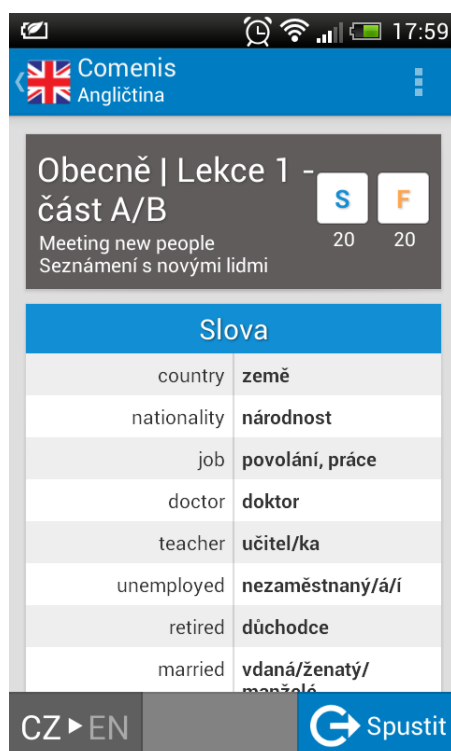 17:59
Comenis
Angličtina
Obecně | Lekce 1 -
část A/B
S
F
Meeting new people
20
20
Seznámení s novými lidmi
Slova
country země
nationality národnost
job povolání, práce
doctor doktor
teacher učitel/ka
unemployed nezaměstnaný/á/í
retired důchodce
married vdaná/ženatý/
manželé
CZ ▸ EN
Spustit